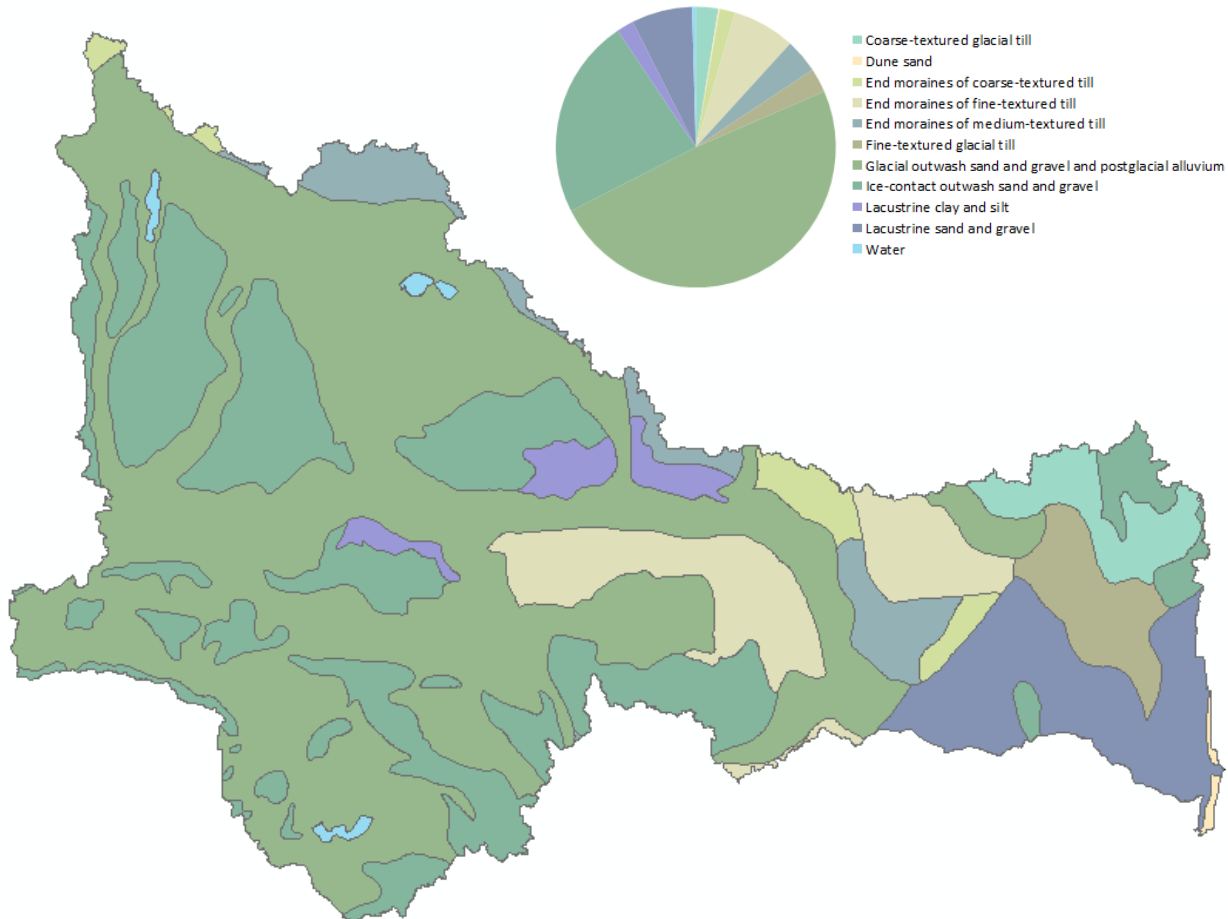 Coarse-textured glacial till
Dune sand
End moraines of coarse-textured till
End moraines of fine-textured till
End moraines of medium-textured till
Fine-textured glacial till
Glacial outwash sand and gravel and postglacial alluvium
Ice-contact outwash sand and gravel
Lacustrine clay and silt
Lacustrine sand and gravel
Water